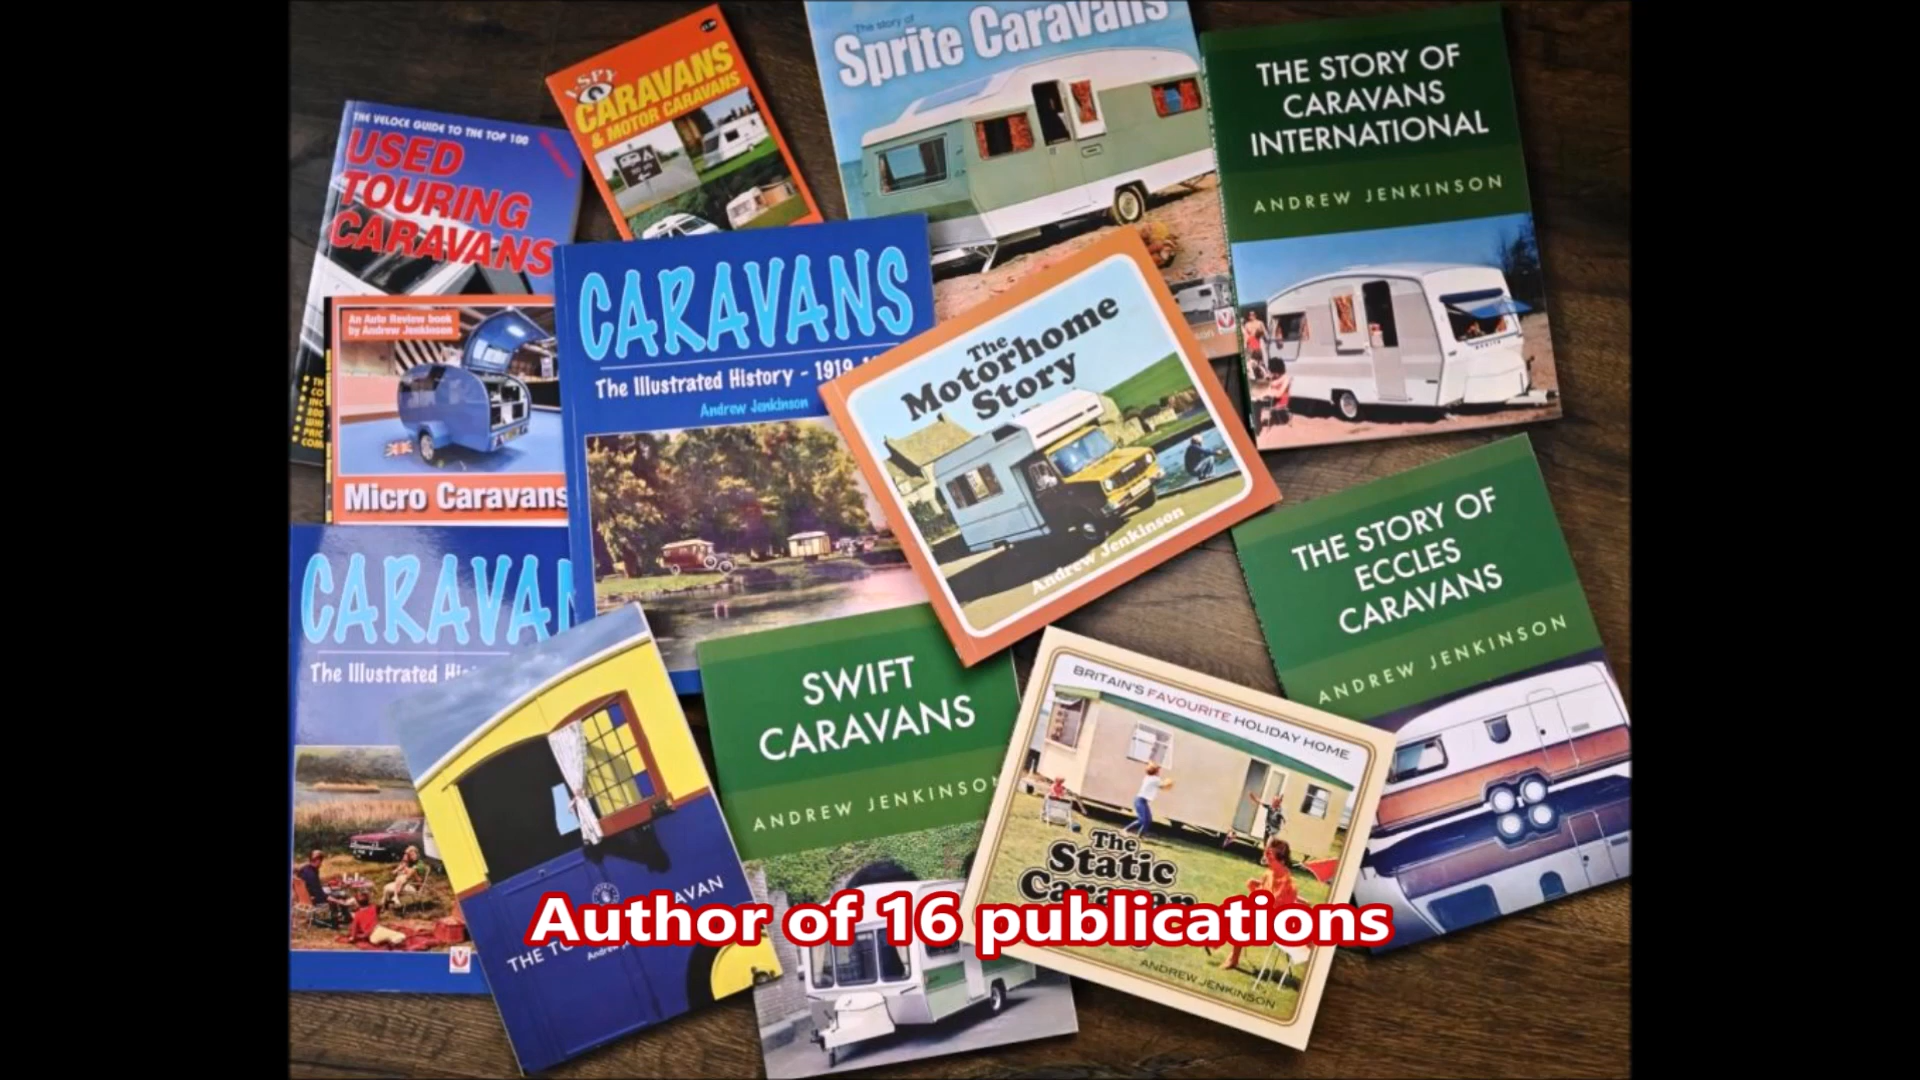 THE VELOCE GUIDE TO THE TOP 100
USED
TOURING
CARAVANS
I-SPY
CARAVANS
& MOTOR CARAVANS
The story of
Sprite Caravans
THE STORY OF
CARAVANS
INTERNATIONAL
ANDREW JENKINSON
An Auto Review book
by Andrew Jenkinson
Micro Caravans
CARAVANS
The Illustrated History - 1919
Andrew Jenkinson
The
Motorhome
Story
Andrew Jenkinson
THE STORY OF
ECCLES
CARAVANS
ANDREW JENKINSON
CARAVAN
The Illustrated His
SWIFT
CARAVANS
ANDREW JENKINSON
BRITAIN'S FAVOURITE HOLIDAY HOME
The
Static
Caravan
ANDREW JENKINSON
Author of 16 publications